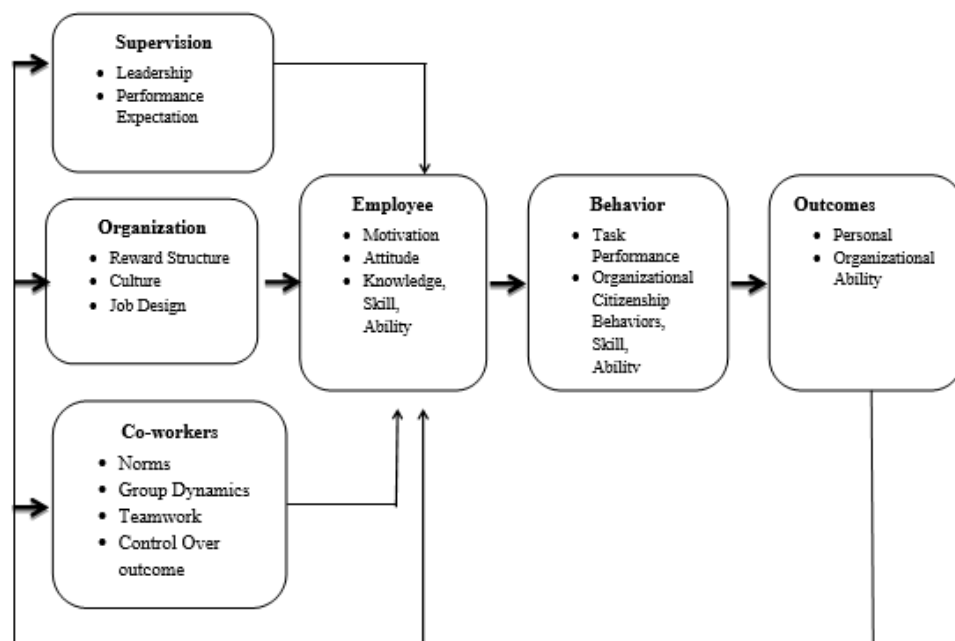 Supervision
• Leadership
• Performance
Expectation
Organization
• Reward Structure
• Culture
• Job Design
Co-workers
• Norms
• Group Dynamics
• Teamwork
• Control Over
outcome
Employee
• Motivation
• Attitude
• Knowledge,
Skill,
Ability
Behavior
• Task
Performance
• Organizational
Citizenship
Behaviors,
Skill,
Ability
Outcomes
• Personal
• Organizational
Ability